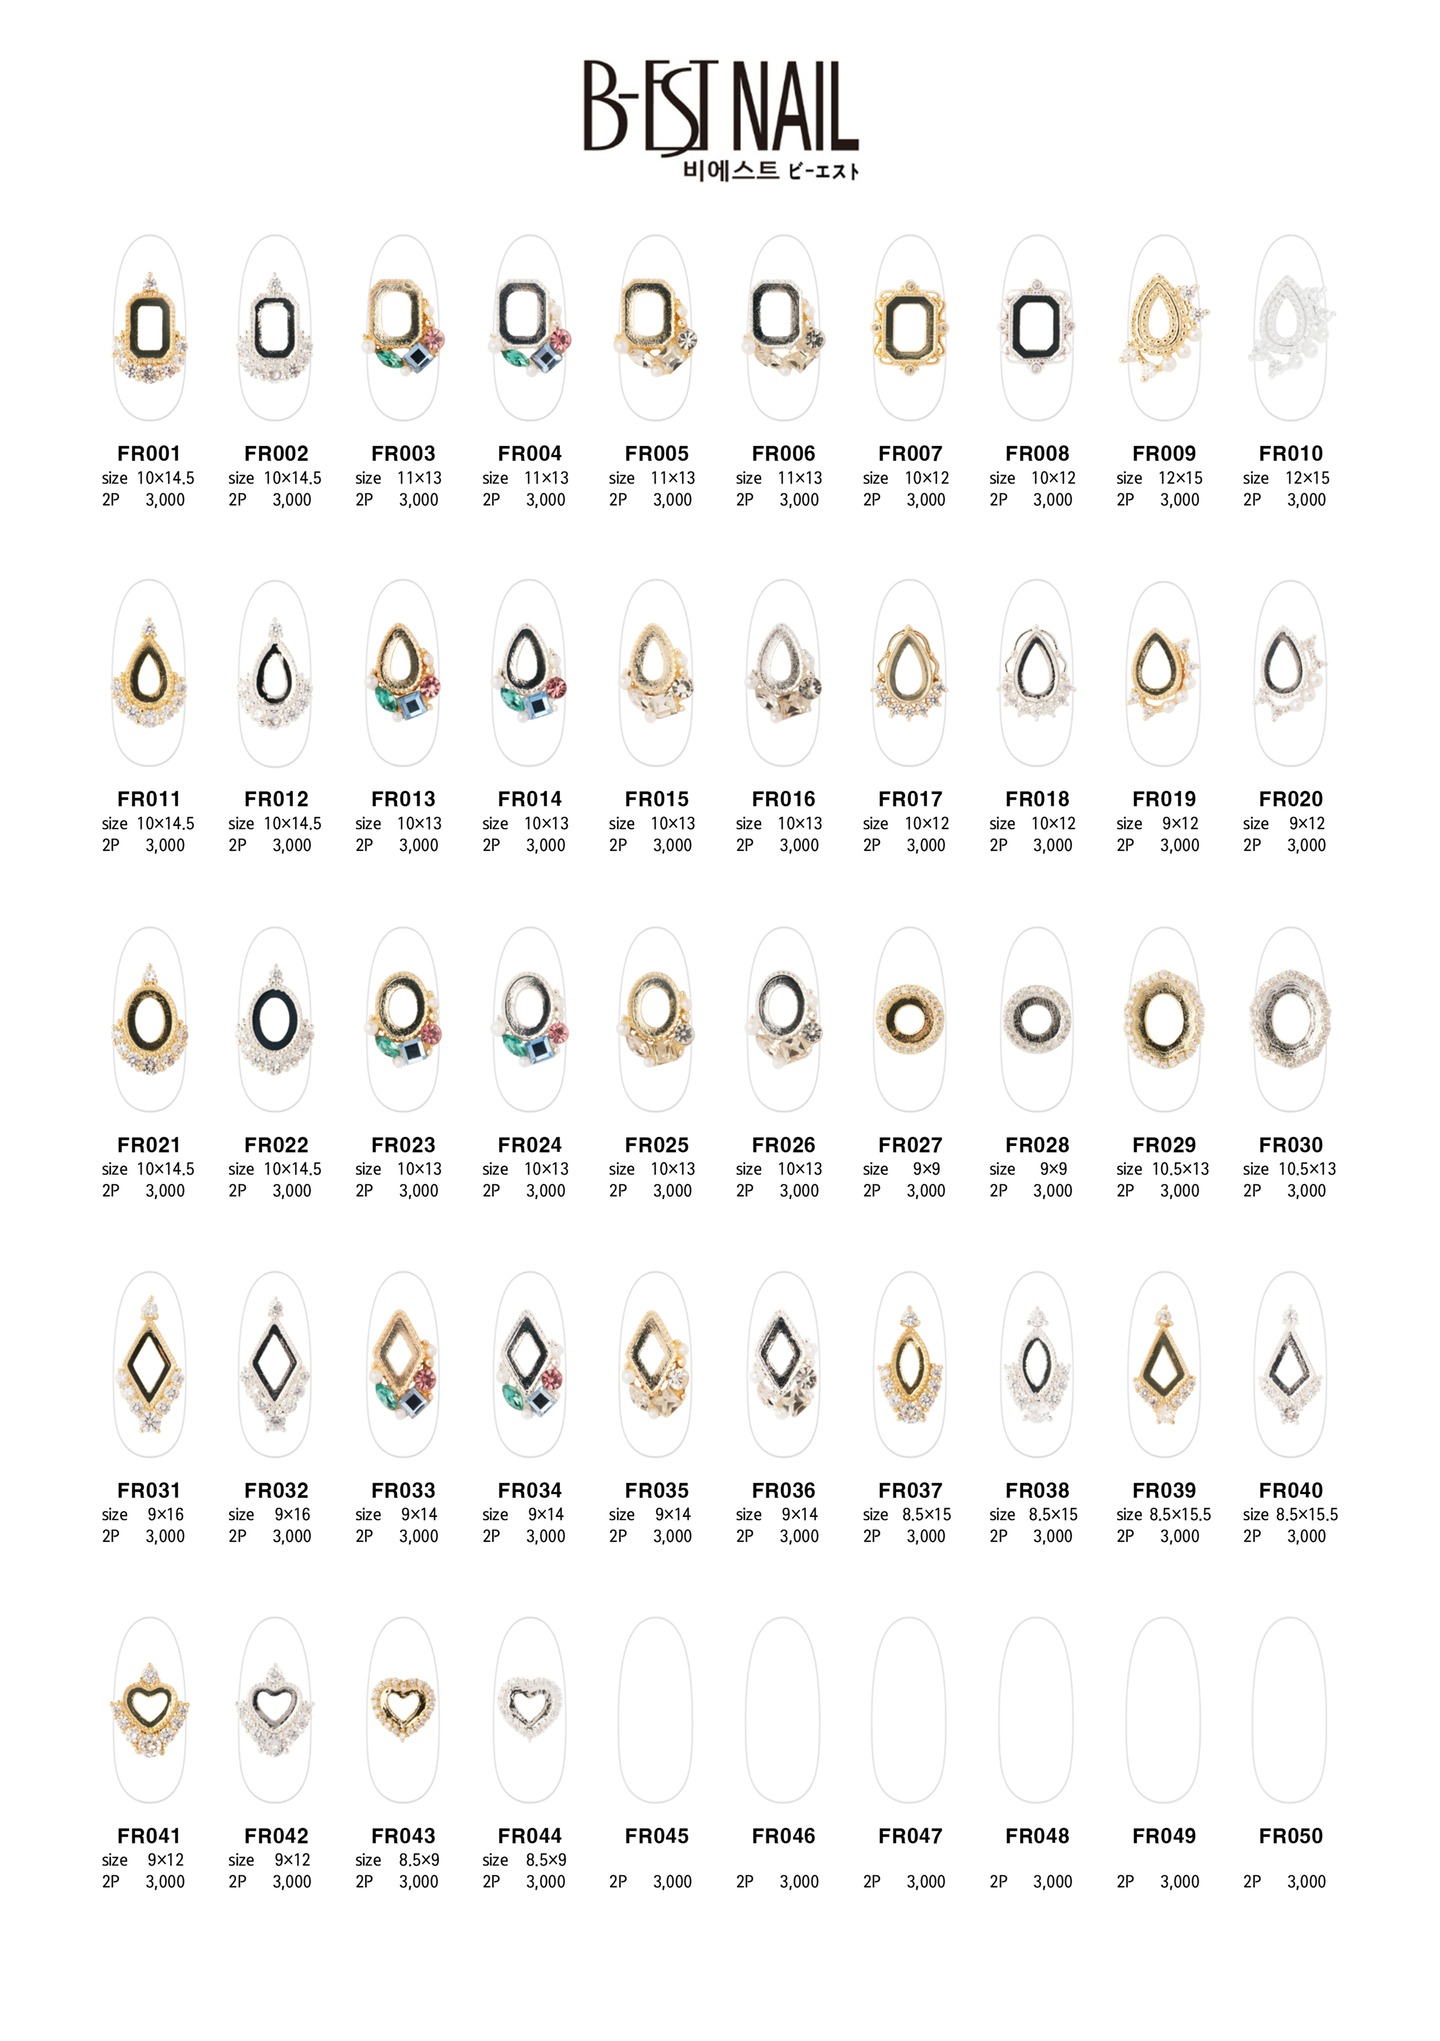 B-EST NAIL
비에스트 ビーエスト
FR001 FR002 FR003 FR004 FR005 FR006 FR007 FR008 FR009 FR010
size 10×14.5 size 10×14.5 size 11×13 size 11×13 size 11×13 size 11×13 size 10×12 size 10×12 size 12×15 size 12×15
2P 3,000 2P 3,000 2P 3,000 2P 3,000 2P 3,000 2P 3,000 2P 3,000 2P 3,000 2P 3,000 2P 3,000
FR011 FR012 FR013 FR014 FR015 FR016 FR017 FR018 FR019 FR020
size 10×14.5 size 10×14.5 size 10×13 size 10×13 size 10×13 size 10×13 size 10×12 size 10×12 size 9×12 size 9×12
2P 3,000 2P 3,000 2P 3,000 2P 3,000 2P 3,000 2P 3,000 2P 3,000 2P 3,000 2P 3,000 2P 3,000
FR021 FR022 FR023 FR024 FR025 FR026 FR027 FR028 FR029 FR030
size 10×14.5 size 10×14.5 size 10×13 size 10×13 size 10×13 size 10×13 size 9×9 size 9×9 size 10.5×13 size 10.5×13
2P 3,000 2P 3,000 2P 3,000 2P 3,000 2P 3,000 2P 3,000 2P 3,000 2P 3,000 2P 3,000 2P 3,000
FR031 FR032 FR033 FR034 FR035 FR036 FR037 FR038 FR039 FR040
size 9×16 size 9×16 size 9×14 size 9×14 size 9×14 size 9×14 size 8.5×15 size 8.5×15 size 8.5×15.5 size 8.5×15.5
2P 3,000 2P 3,000 2P 3,000 2P 3,000 2P 3,000 2P 3,000 2P 3,000 2P 3,000 2P 3,000 2P 3,000
FR041 FR042 FR043 FR044 FR045 FR046 FR047 FR048 FR049 FR050
size 9×12 size 9×12 size 8.5×9 size 8.5×9
2P 3,000 2P 3,000 2P 3,000 2P 3,000 2P 3,000 2P 3,000 2P 3,000 2P 3,000 2P 3,000 2P 3,000